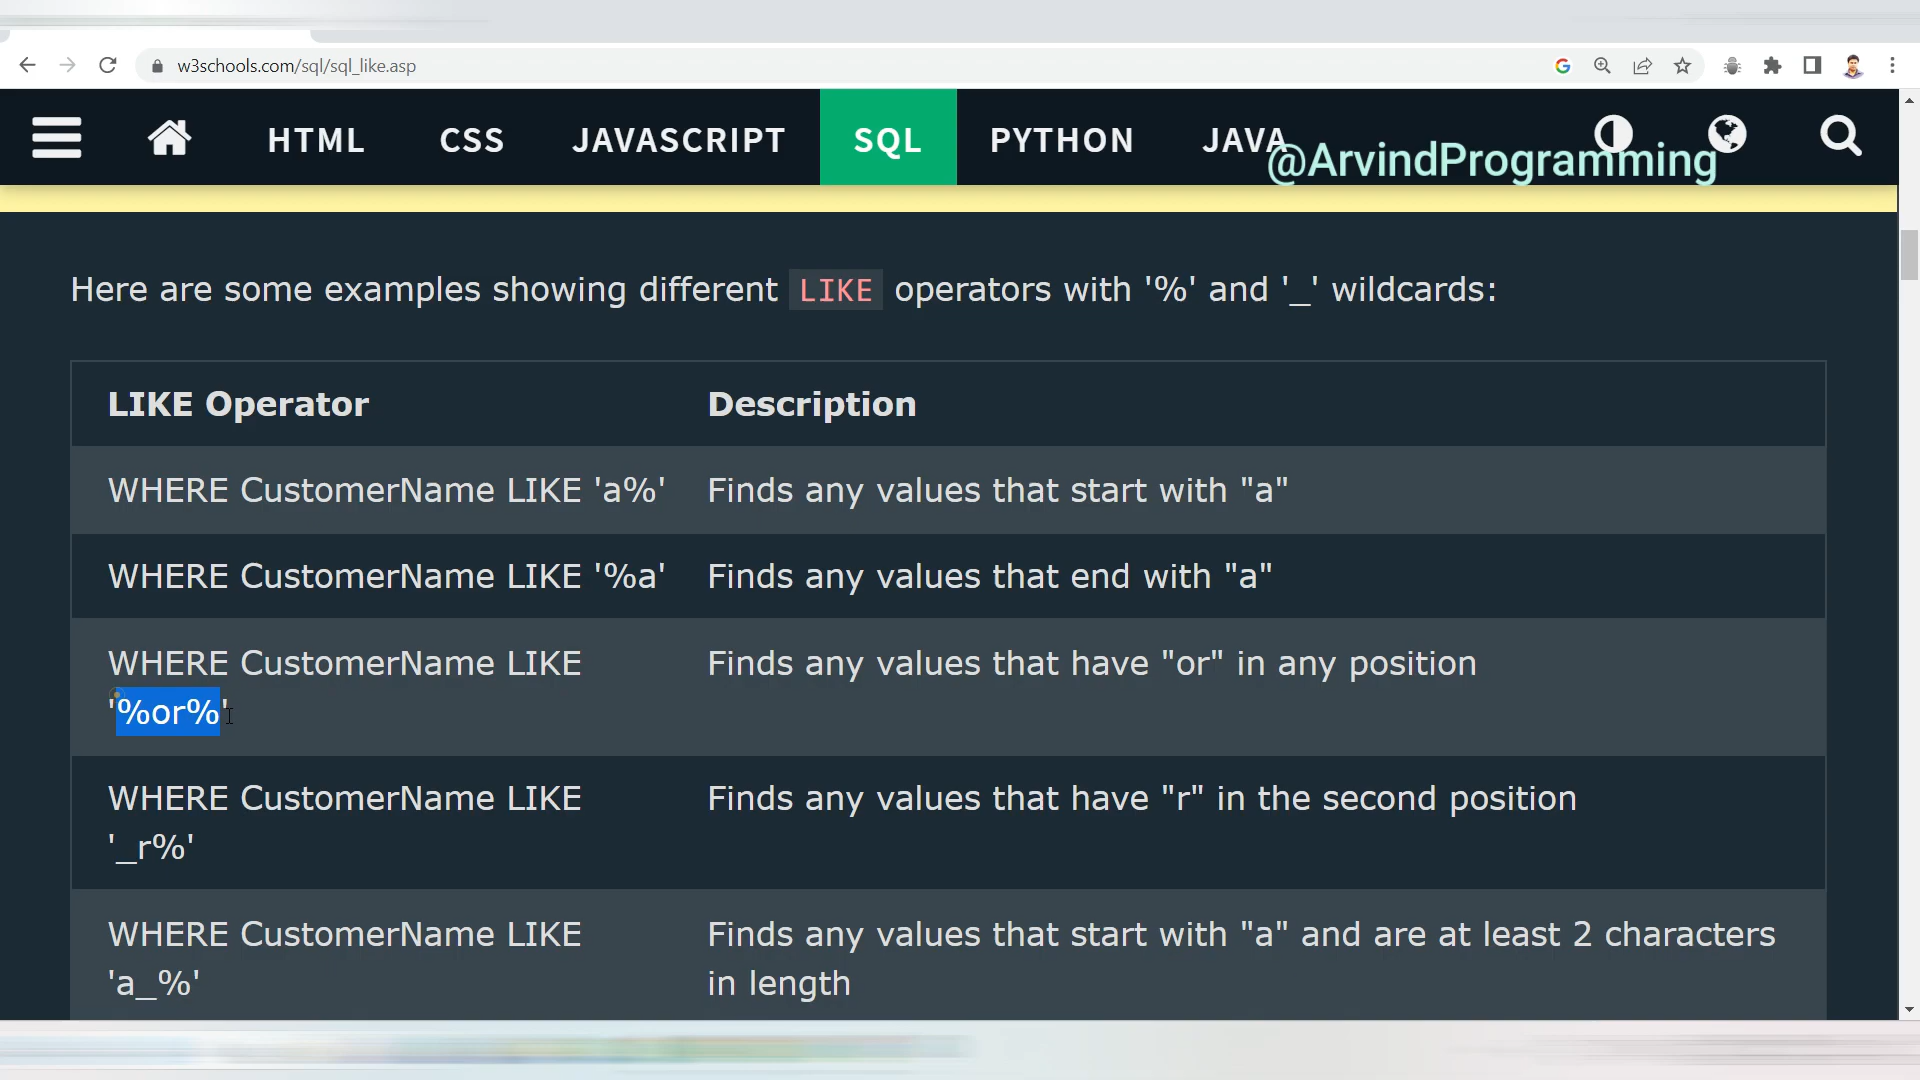 w3schools.com/sql/sql_like.asp
HTML CSS JAVASCRIPT SQL PYTHON JAVA
@ArvindProgramming
Here are some examples showing different LIKE operators with '%' and '_' wildcards:
LIKE Operator Description
WHERE CustomerName LIKE 'a%' Finds any values that start with "a"
WHERE CustomerName LIKE '%a' Finds any values that end with "a"
WHERE CustomerName LIKE Finds any values that have "or" in any position
'%or%'
WHERE CustomerName LIKE Finds any values that have "r" in the second position
'_r%'
WHERE CustomerName LIKE Finds any values that start with "a" and are at least 2 characters
'a_%' in length